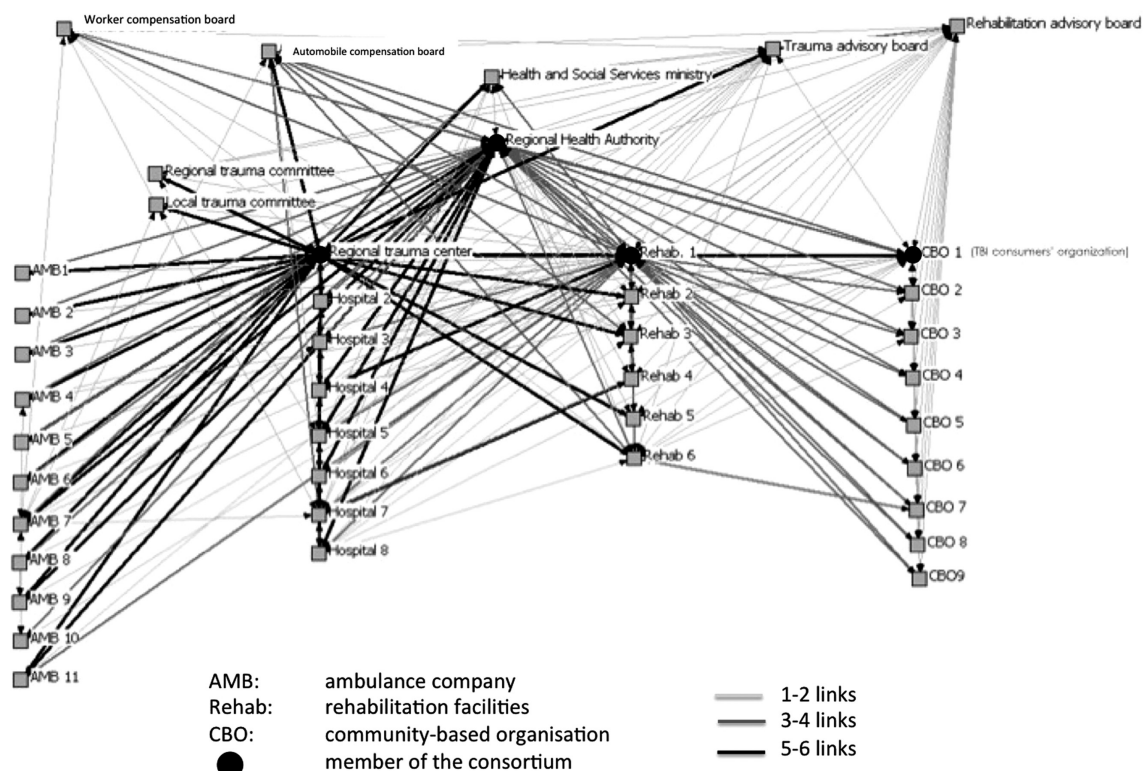 Worker compensation board
Rehabilitation advisory board
Automobile compensation board
Trauma advisory board
Health and Social Services ministry
Regional Health Authority
Regional trauma committee
Local trauma committee
Regional trauma center
Rehab. 1
CBO 1 (TBI consumers' organization)
AMB1
AMB 2
AMB 3
AMB 4
AMB 5
AMB 6
AMB 7
AMB 8
AMB 9
AMB 10
AMB 11
Hospital 2
Hospital 3
Hospital 4
Hospital 5
Hospital 6
Hospital 7
Hospital 8
Rehab 2
Rehab 3
Rehab 4
Rehab 5
Rehab 6
CBO 2
CBO 3
CBO 4
CBO 5
CBO 6
CBO 7
CBO 8
CBO9
AMB: ambulance company
Rehab: rehabilitation facilities
CBO: community-based organisation
member of the consortium
1-2 links
3-4 links
5-6 links